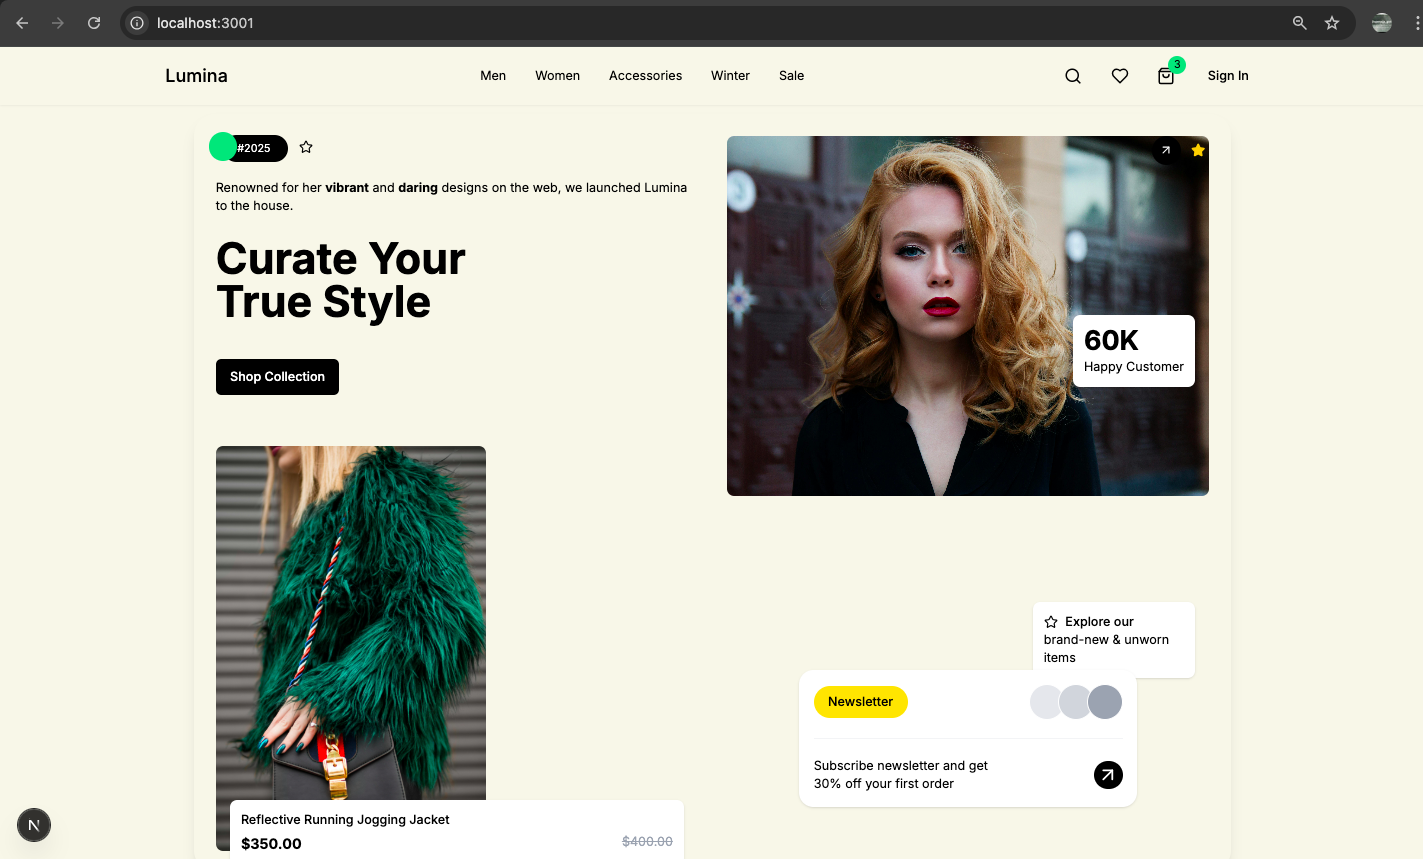 localhost:3001
Lumina
Men
Women
Accessories
Winter
Sale
3
Sign In
#2025
Renowned for her vibrant and daring designs on the web, we launched Lumina
to the house.
Curate Your
True Style
Shop Collection
60K
Happy Customer
Explore our
brand-new & unworn
items
Newsletter
Subscribe newsletter and get
30% off your first order
Reflective Running Jogging Jacket
$350.00
$400.00
N